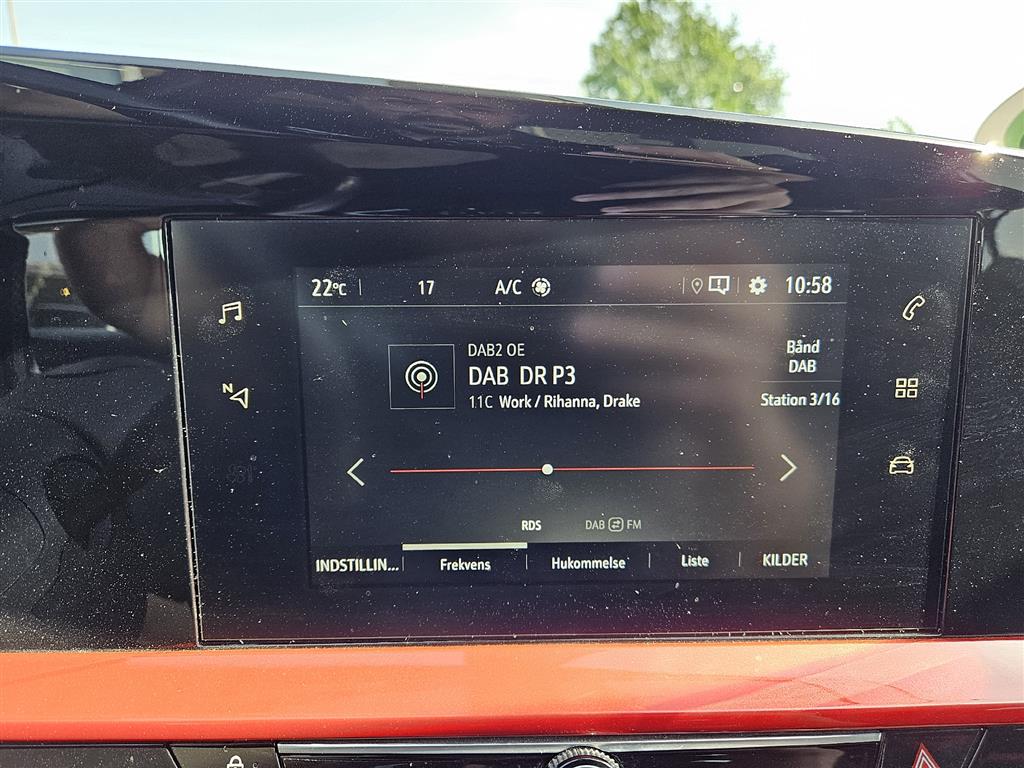 22°C 17 A/C 10:58
DAB2 OE
DAB DR P3
11C Work / Rihanna, Drake
Bånd
DAB
Station 3/16
N
RDS DAB FM
INDSTILLIN... Frekvens Hukommelse Liste KILDER